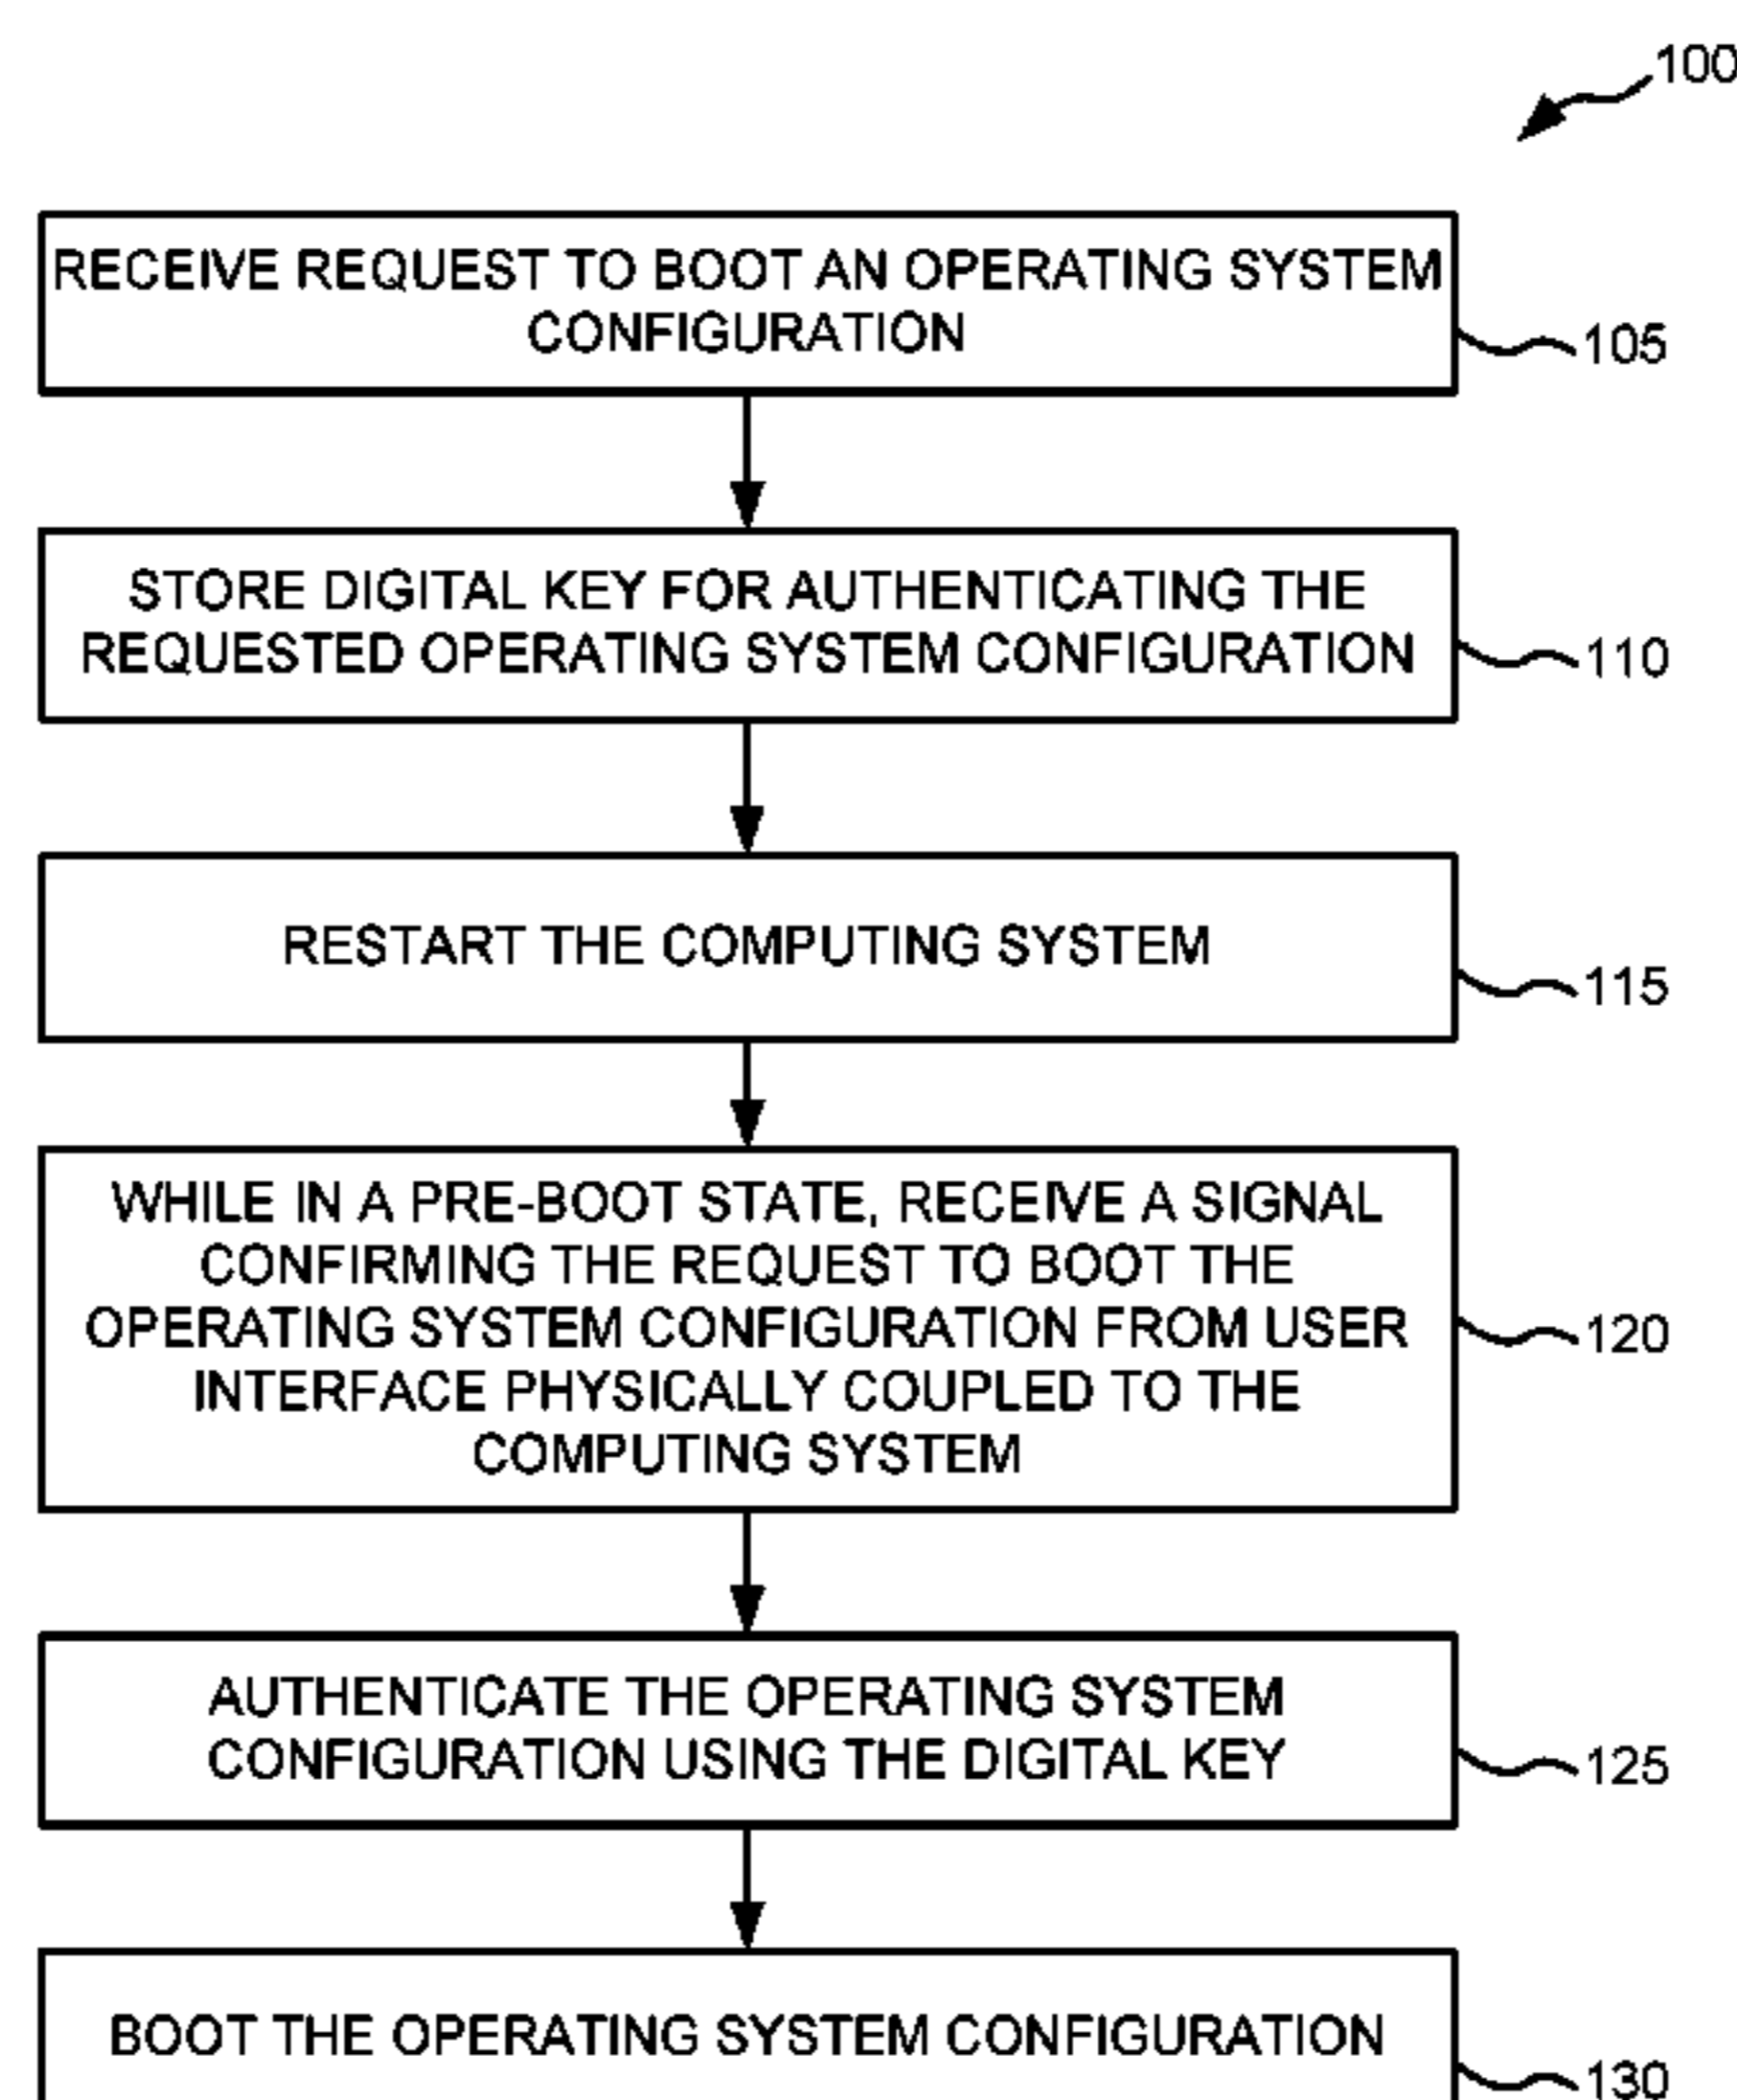 100
RECEIVE REQUEST TO BOOT AN OPERATING SYSTEM
CONFIGURATION
105
STORE DIGITAL KEY FOR AUTHENTICATING THE
REQUESTED OPERATING SYSTEM CONFIGURATION
110
RESTART THE COMPUTING SYSTEM
115
WHILE IN A PRE-BOOT STATE, RECEIVE A SIGNAL
CONFIRMING THE REQUEST TO BOOT THE
OPERATING SYSTEM CONFIGURATION FROM USER
INTERFACE PHYSICALLY COUPLED TO THE
COMPUTING SYSTEM
120
AUTHENTICATE THE OPERATING SYSTEM
CONFIGURATION USING THE DIGITAL KEY
125
BOOT THE OPERATING SYSTEM CONFIGURATION
130